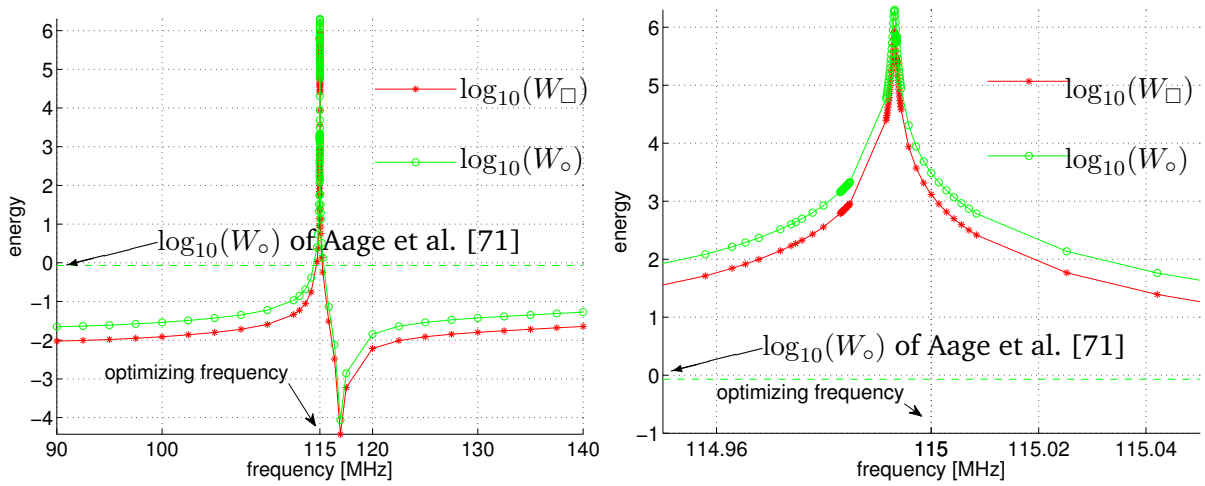 6
5
4
3
2
1
0
−1
−2
−3
−4
energy
log₁₀(W□)
log₁₀(W∘)
log₁₀(W∘) of Aage et al. [71]
optimizing frequency
90 100 115 120 130 140
frequency [MHz]
6
5
4
3
2
1
0
−1
energy
log₁₀(W□)
log₁₀(W∘)
log₁₀(W∘) of Aage et al. [71]
optimizing frequency
114.96 115 115.02 115.04
frequency [MHz]